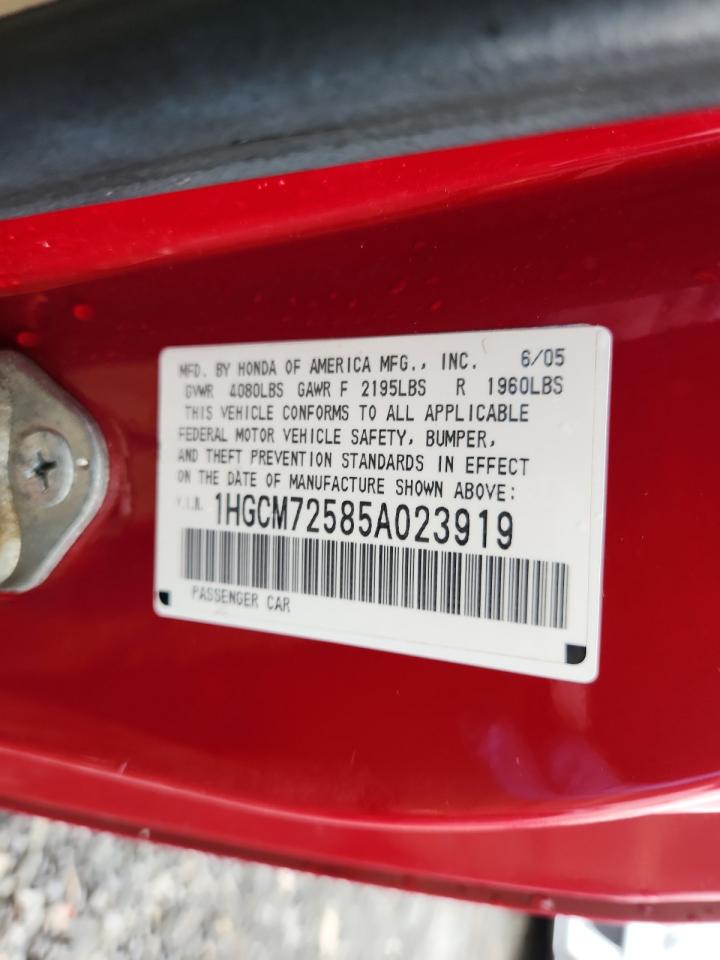 MFD. BY HONDA OF AMERICA MFG., INC. 6/05
GVWR 4080LBS GAWR F 2195LBS R 1960LBS
THIS VEHICLE CONFORMS TO ALL APPLICABLE
FEDERAL MOTOR VEHICLE SAFETY, BUMPER,
AND THEFT PREVENTION STANDARDS IN EFFECT
ON THE DATE OF MANUFACTURE SHOWN ABOVE:
V.I.N. 1HGCM72585A023919
PASSENGER CAR